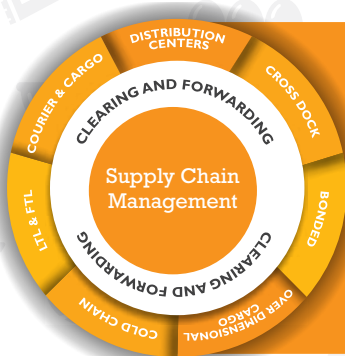 DISTRIBUTION
CENTERS
CROSS DOCK
BONDED
OVER DIMENSIONAL
CARGO
COLD CHAIN
LTL & FTL
COURIER & CARGO
CLEARING AND FORWARDING
CLEARING AND FORWARDING
Supply Chain
Management